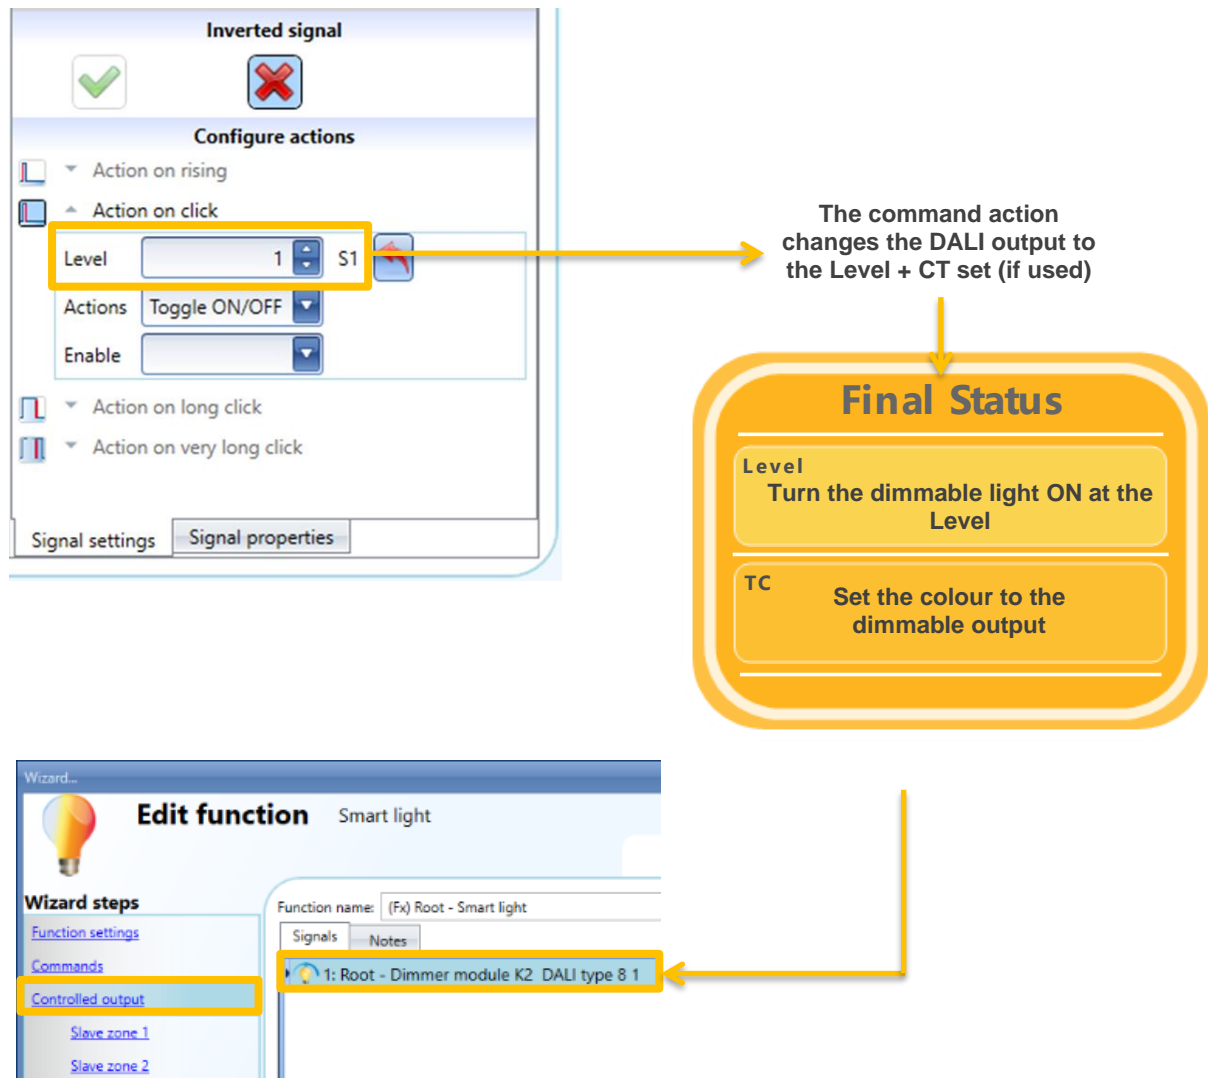 Inverted signal
Configure actions
Action on rising
Action on click
Level 1 S1
Actions Toggle ON/OFF
Enable
Action on long click
Action on very long click
Signal settings Signal properties
The command action
changes the DALI output to
the Level + CT set (if used)
Final Status
Level
Turn the dimmable light ON at the
Level
TC
Set the colour to the
dimmable output
Wizard...
Edit function Smart light
Wizard steps
Function settings
Commands
Controlled output
Slave zone 1
Slave zone 2
Function name: (Fx) Root - Smart light
Signals Notes
1: Root - Dimmer module K2 DALI type 8 1